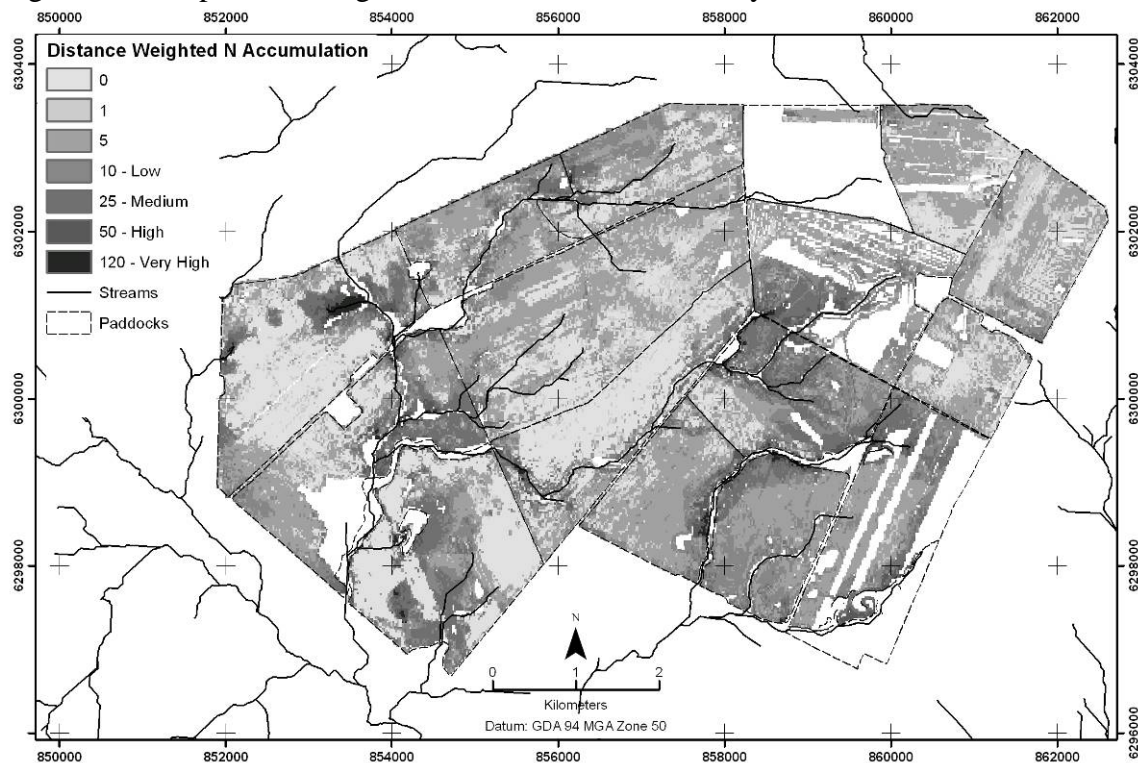 850000 852000 854000 856000 858000 860000 862000
Distance Weighted N Accumulation
0
1
5
10 - Low
25 - Medium
50 - High
120 - Very High
Streams
Paddocks
6304000
6302000
6300000
6298000
6296000
6304000
6302000
6300000
6298000
6296000
N
0 1 2
Kilometers
Datum: GDA 94 MGA Zone 50
850000 852000 854000 856000 858000 860000 862000